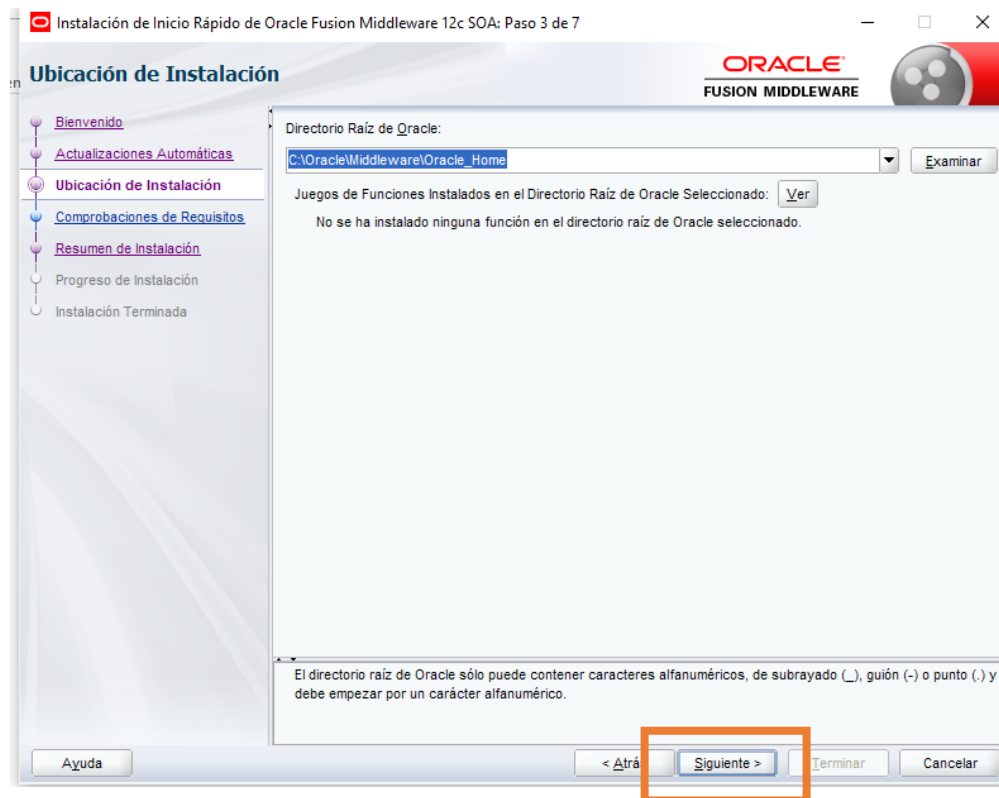 Instalación de Inicio Rápido de Oracle Fusion Middleware 12c SOA: Paso 3 de 7
Ubicación de Instalación
ORACLE
FUSION MIDDLEWARE
Bienvenido
Actualizaciones Automáticas
Ubicación de Instalación
Comprobaciones de Requisitos
Resumen de Instalación
Progreso de Instalación
Instalación Terminada
Directorio Raíz de Oracle:
C:\Oracle\Middleware\Oracle_Home
Examinar
Juegos de Funciones Instalados en el Directorio Raíz de Oracle Seleccionado: Ver
No se ha instalado ninguna función en el directorio raíz de Oracle seleccionado.
El directorio raíz de Oracle sólo puede contener caracteres alfanuméricos, de subrayado (_), guión (-) o punto (.) y
debe empezar por un carácter alfanumérico.
Ayuda
< Atrá
Siguiente >
Terminar
Cancelar